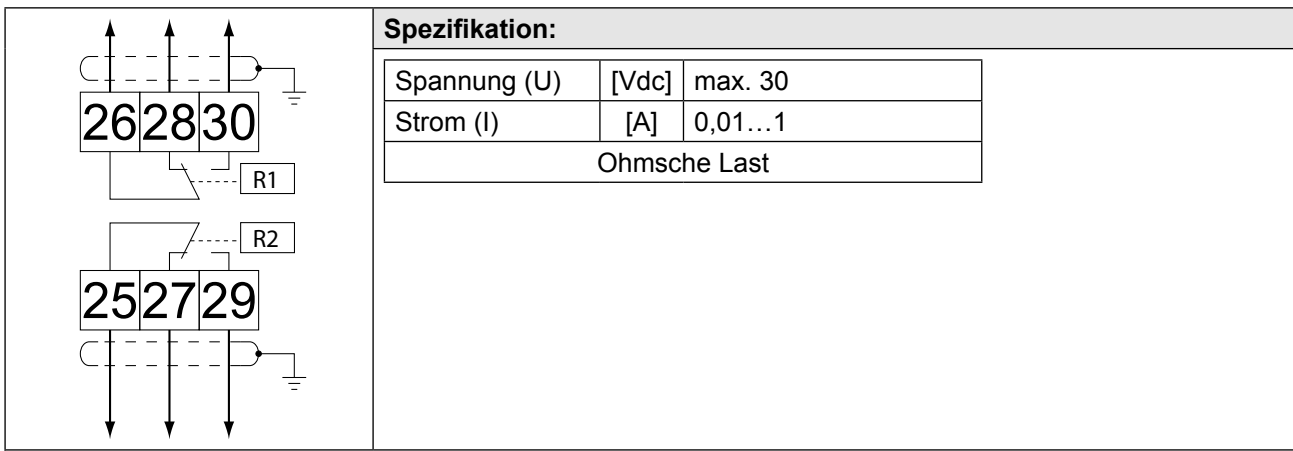 26 28 30
R1
R2
25 27 29
Spezifikation:
Spannung (U) [Vdc] max. 30
Strom (I) [A] 0,01…1
Ohmsche Last